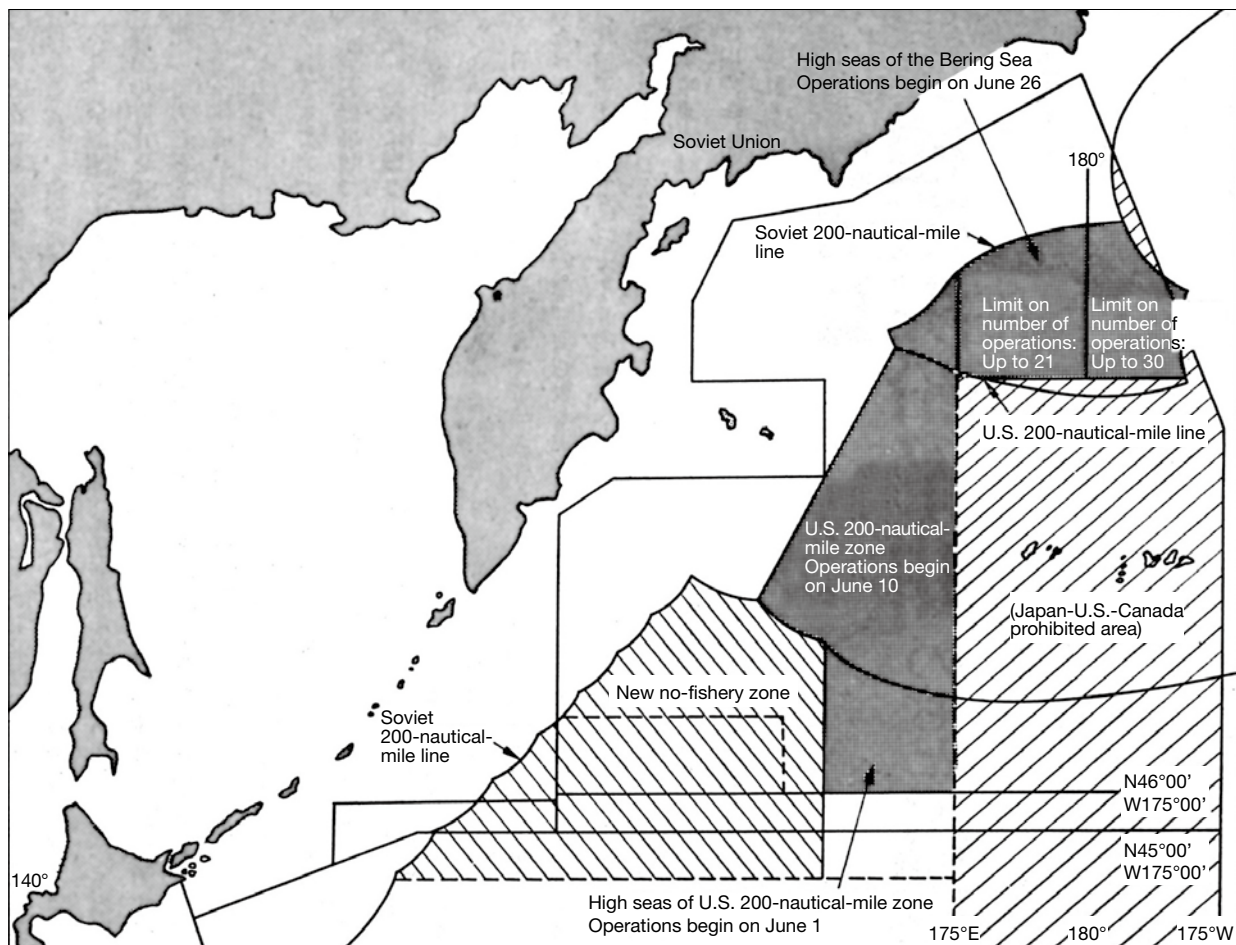 High seas of the Bering Sea
Operations begin on June 26
Soviet Union
180°
Soviet 200-nautical-mile
line
Limit on
number of
operations:
Up to 21
Limit on
number of
operations:
Up to 30
U.S. 200-nautical-mile line
U.S. 200-nautical-
mile zone
Operations begin
on June 10
(Japan-U.S.-Canada
prohibited area)
New no-fishery zone
Soviet
200-nautical-
mile line
N46°00’
W175°00’
N45°00’
W175°00’
140°
High seas of U.S. 200-nautical-mile zone
Operations begin on June 1
175°E
180°
175°W